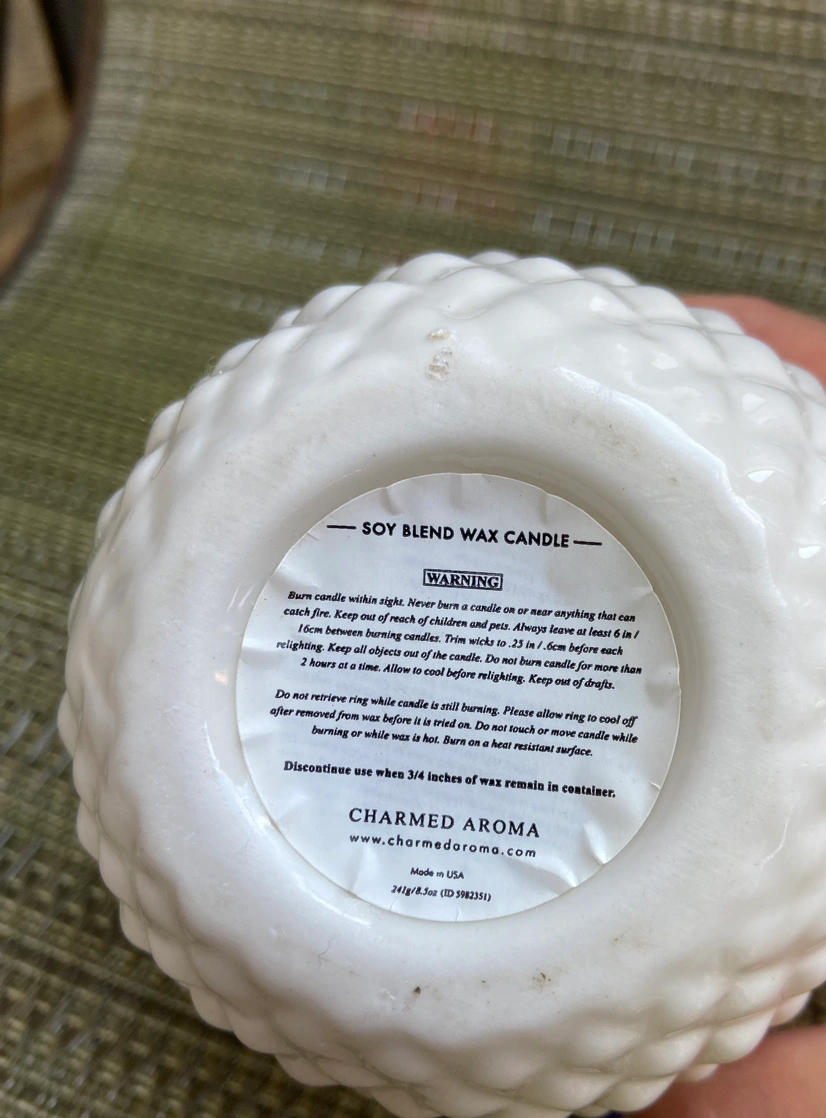 — SOY BLEND WAX CANDLE —
WARNING
Burn candle within sight. Never burn a candle on or near anything that can
catch fire. Keep out of reach of children and pets. Always leave at least 6 in /
16cm between burning candles. Trim wicks to .25 in / .6cm before each
relighting. Keep all objects out of the candle. Do not burn candle for more than
2 hours at a time. Allow to cool before relighting. Keep out of drafts.
Do not retrieve ring while candle is still burning. Please allow ring to cool off
after removed from wax before it is tried on. Do not touch or move candle while
burning or while wax is hot. Burn on a heat resistant surface.
Discontinue use when 3/4 inches of wax remain in container.
CHARMED AROMA
www.charmedaroma.com
Made in USA
241g/8.5oz (ID 5982351)